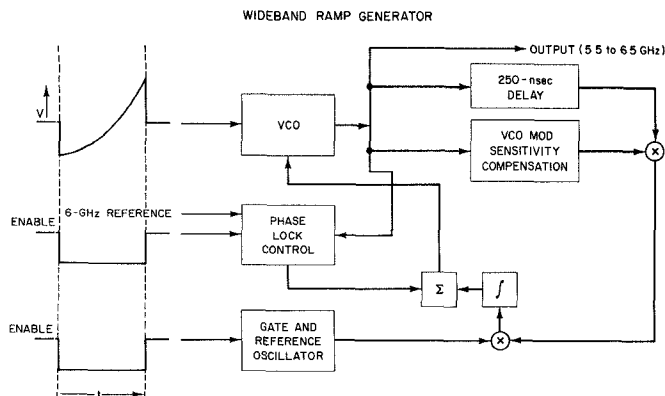 WIDEBAND RAMP GENERATOR
OUTPUT (5 5 to 6 5 GHz)
250-nsec
DELAY
V
VCO
VCO MOD
SENSITIVITY
COMPENSATION
×
6-GHz REFERENCE
ENABLE
PHASE
LOCK
CONTROL
Σ
∫
ENABLE
GATE AND
REFERENCE
OSCILLATOR
×
t